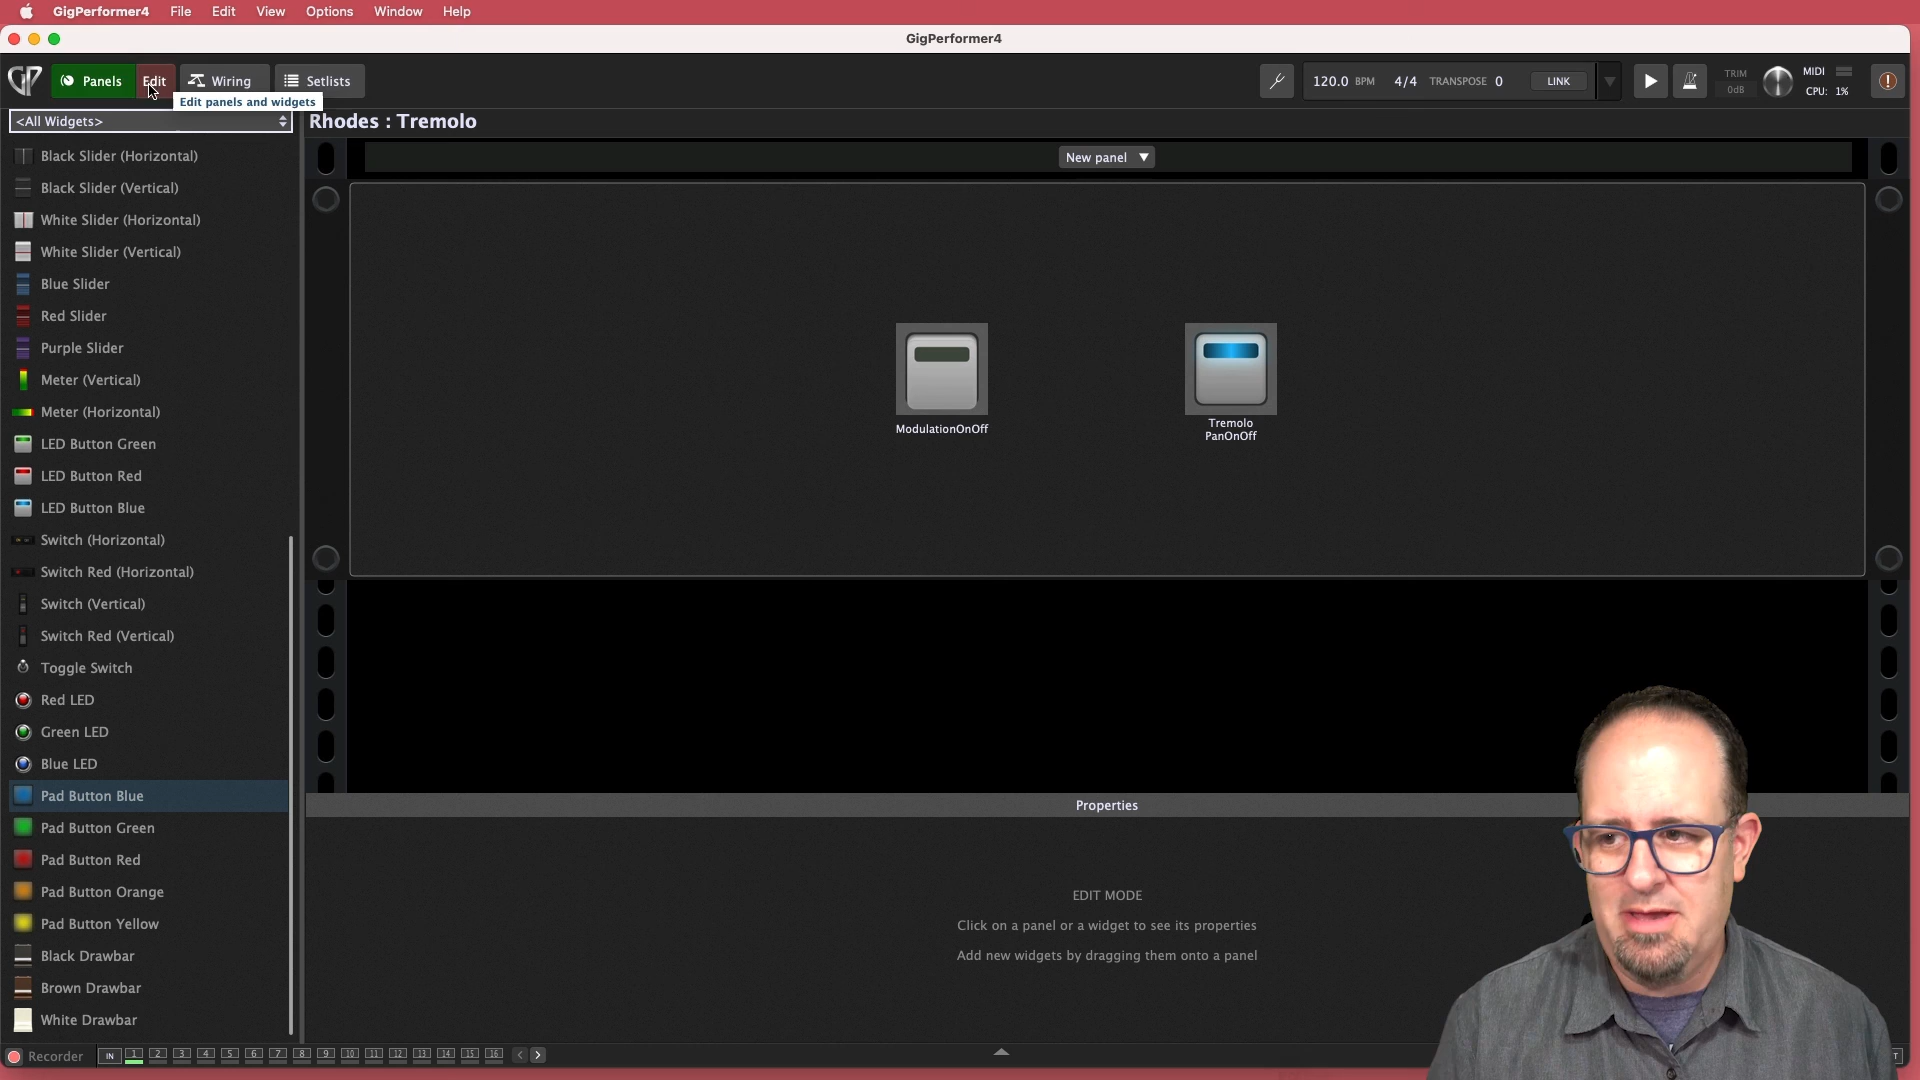 GigPerformer4 File Edit View Options Window Help
GigPerformer4
GP Panels Edit Wiring Setlists
120.0 BPM 4/4 TRANSPOSE 0 LINK
TRIM
0dB
MIDI
CPU: 1%
Edit panels and widgets
<All Widgets>
Rhodes : Tremolo
New panel
Black Slider (Horizontal)
Black Slider (Vertical)
White Slider (Horizontal)
White Slider (Vertical)
Blue Slider
Red Slider
Purple Slider
Meter (Vertical)
Meter (Horizontal)
LED Button Green
LED Button Red
LED Button Blue
Switch (Horizontal)
Switch Red (Horizontal)
Switch (Vertical)
Switch Red (Vertical)
Toggle Switch
Red LED
Green LED
Blue LED
Pad Button Blue
Pad Button Green
Pad Button Red
Pad Button Orange
Pad Button Yellow
Black Drawbar
Brown Drawbar
White Drawbar
ModulationOnOff
Tremolo
PanOnOff
Properties
EDIT MODE
Click on a panel or a widget to see its properties
Add new widgets by dragging them onto a panel
Recorder IN 1 2 3 4 5 6 7 8 9 10 11 12 13 14 15 16